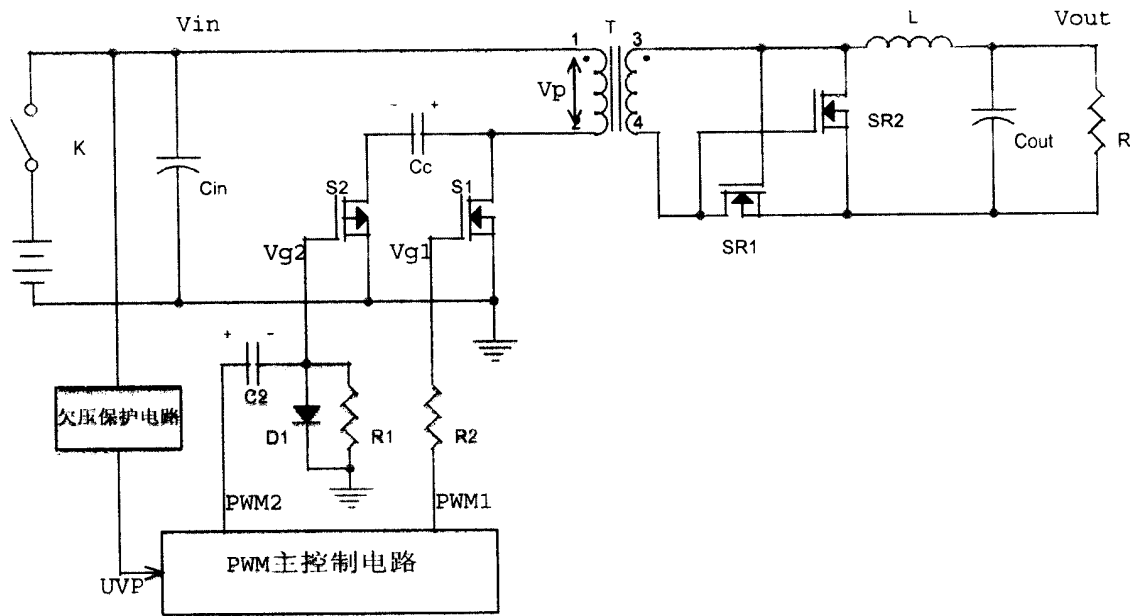 Vin
T
L
Vout
1
3
Vp
- +
2
4
K
Cin
Cc
S2
S1
SR2
Cout
R
SR1
Vg2
Vg1
+ -
C2
欠压保护电路
D1
R1
R2
PWM2
PWM1
PWM主控制电路
UVP